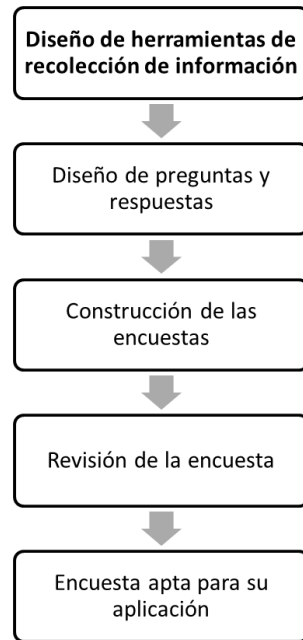 Diseño de herramientas de
recolección de información
Diseño de preguntas y
respuestas
Construcción de las
encuestas
Revisión de la encuesta
Encuesta apta para su
aplicación